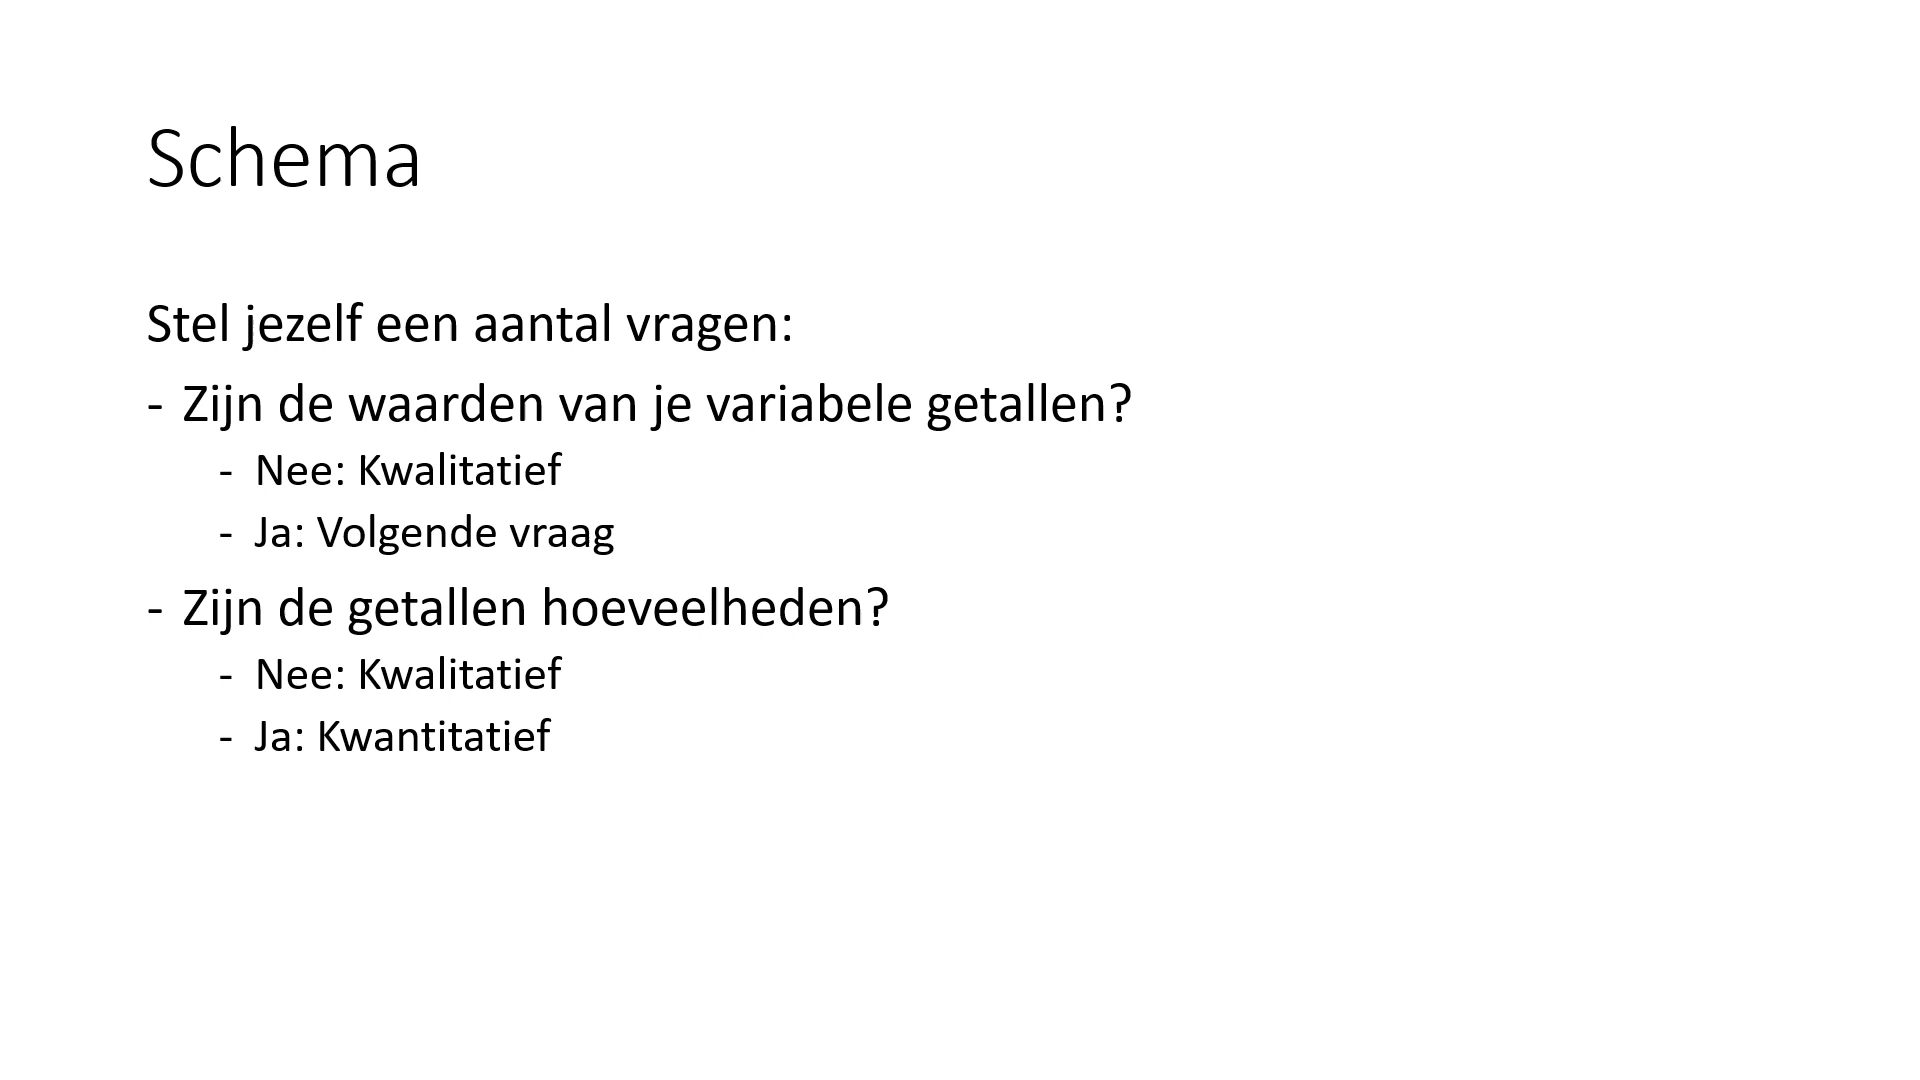 Schema
Stel jezelf een aantal vragen:
- Zijn de waarden van je variabele getallen?
- Nee: Kwalitatief
- Ja: Volgende vraag
- Zijn de getallen hoeveelheden?
- Nee: Kwalitatief
- Ja: Kwantitatief